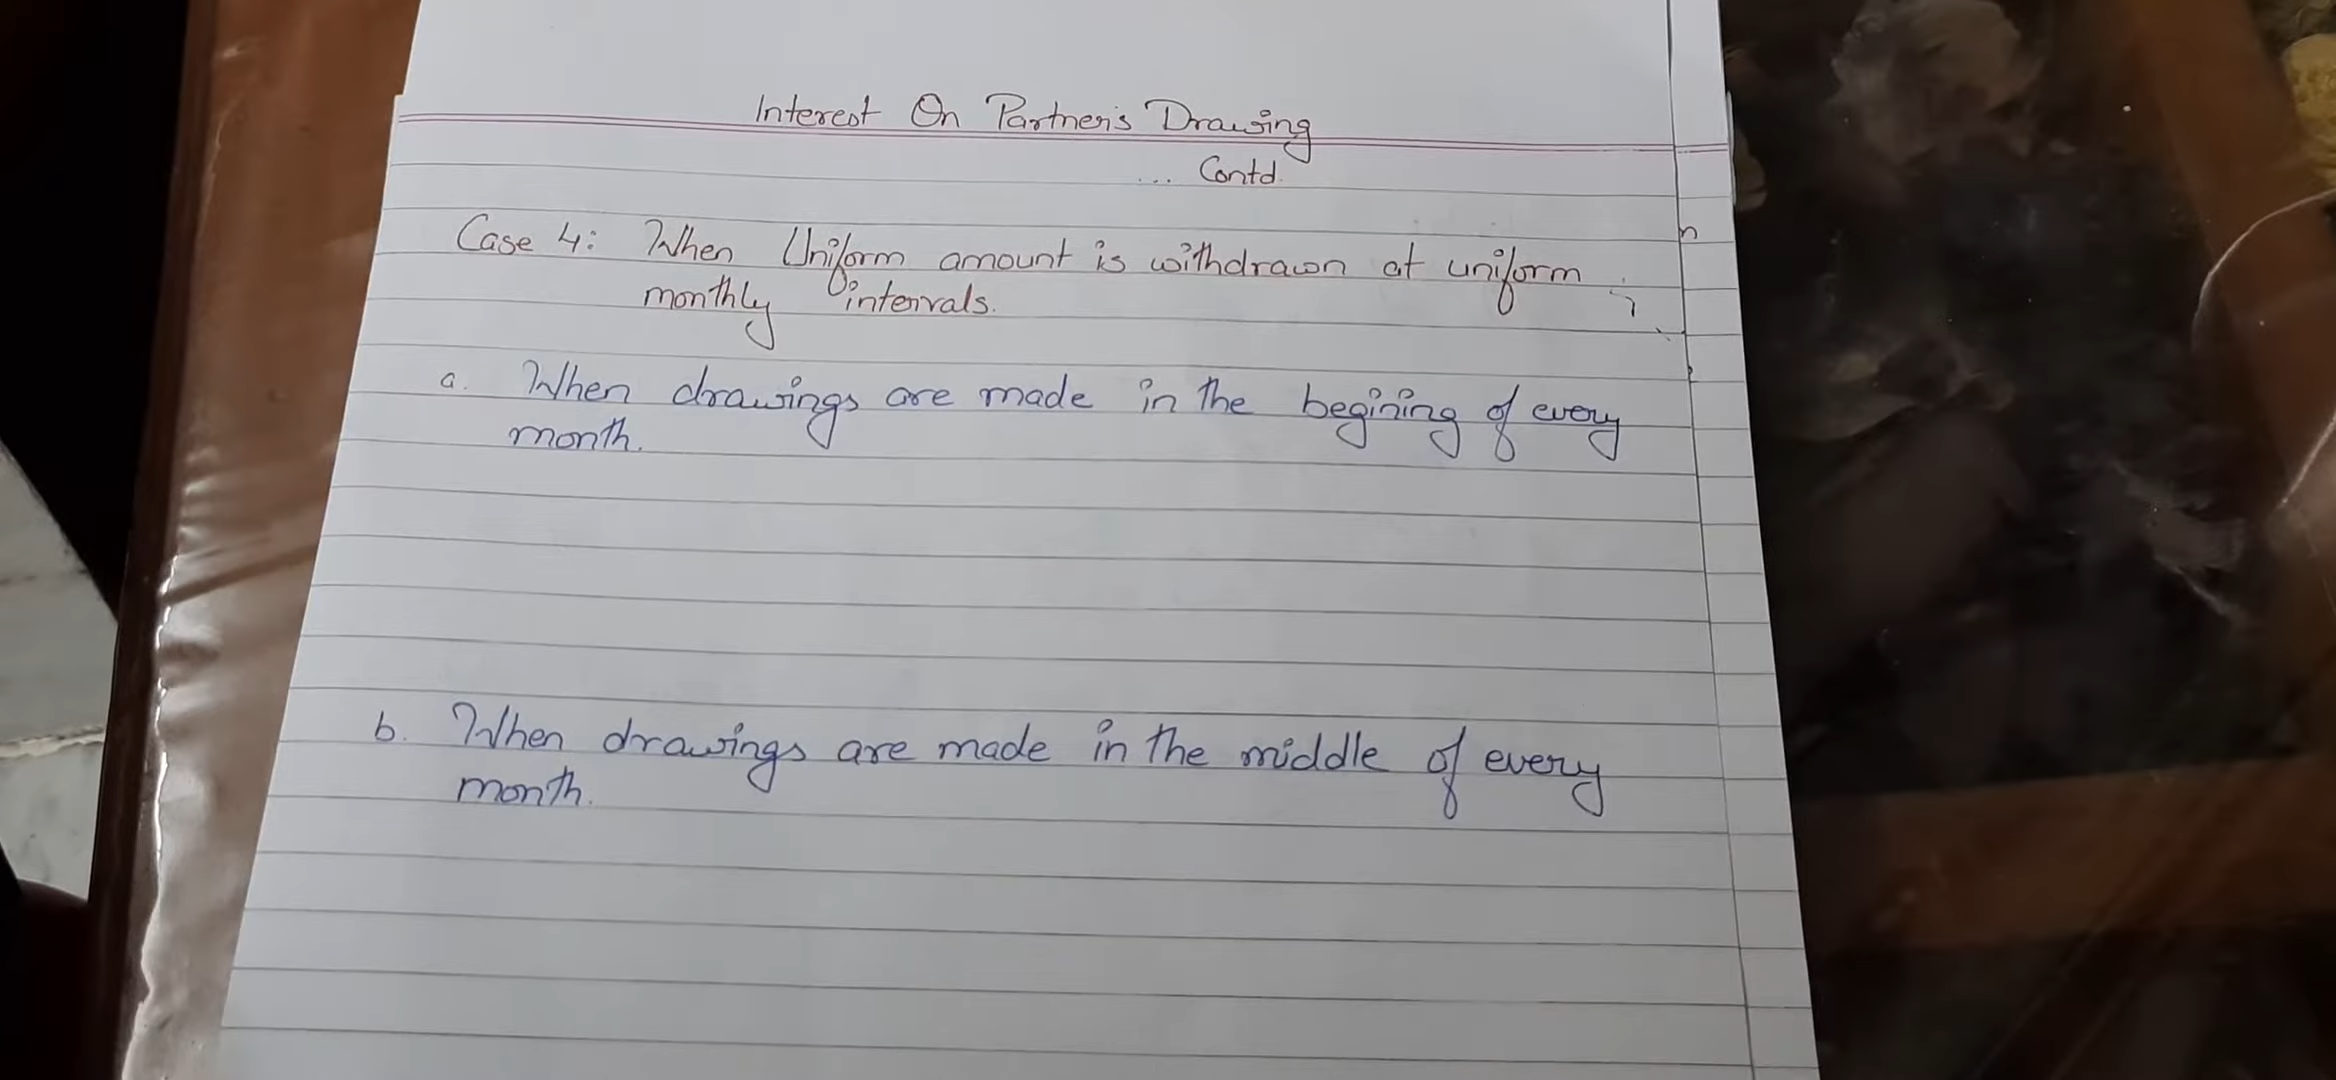 Interest On Partner's Drawing
... Contd.
Case 4: When Uniform amount is withdrawn at uniform
monthly intervals.
a. When drawings are made in the begining of every
month.
b. When drawings are made in the middle of every
month.